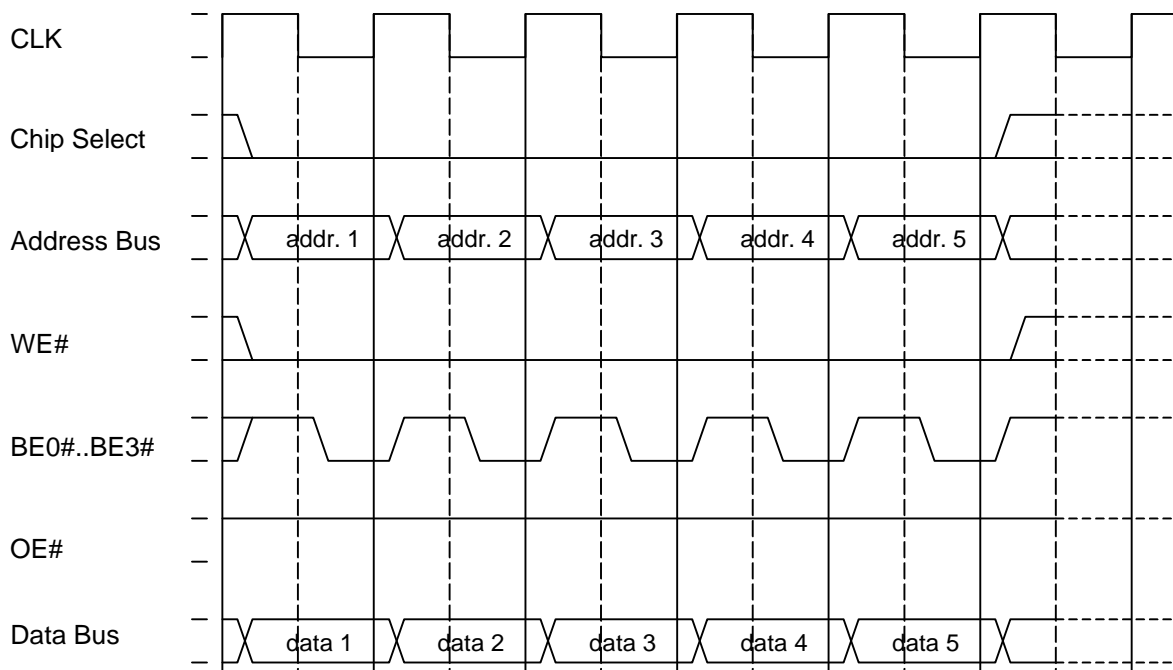 CLK
Chip Select
Address Bus
addr. 1
addr. 2
addr. 3
addr. 4
addr. 5
WE#
BE0#..BE3#
OE#
Data Bus
data 1
data 2
data 3
data 4
data 5